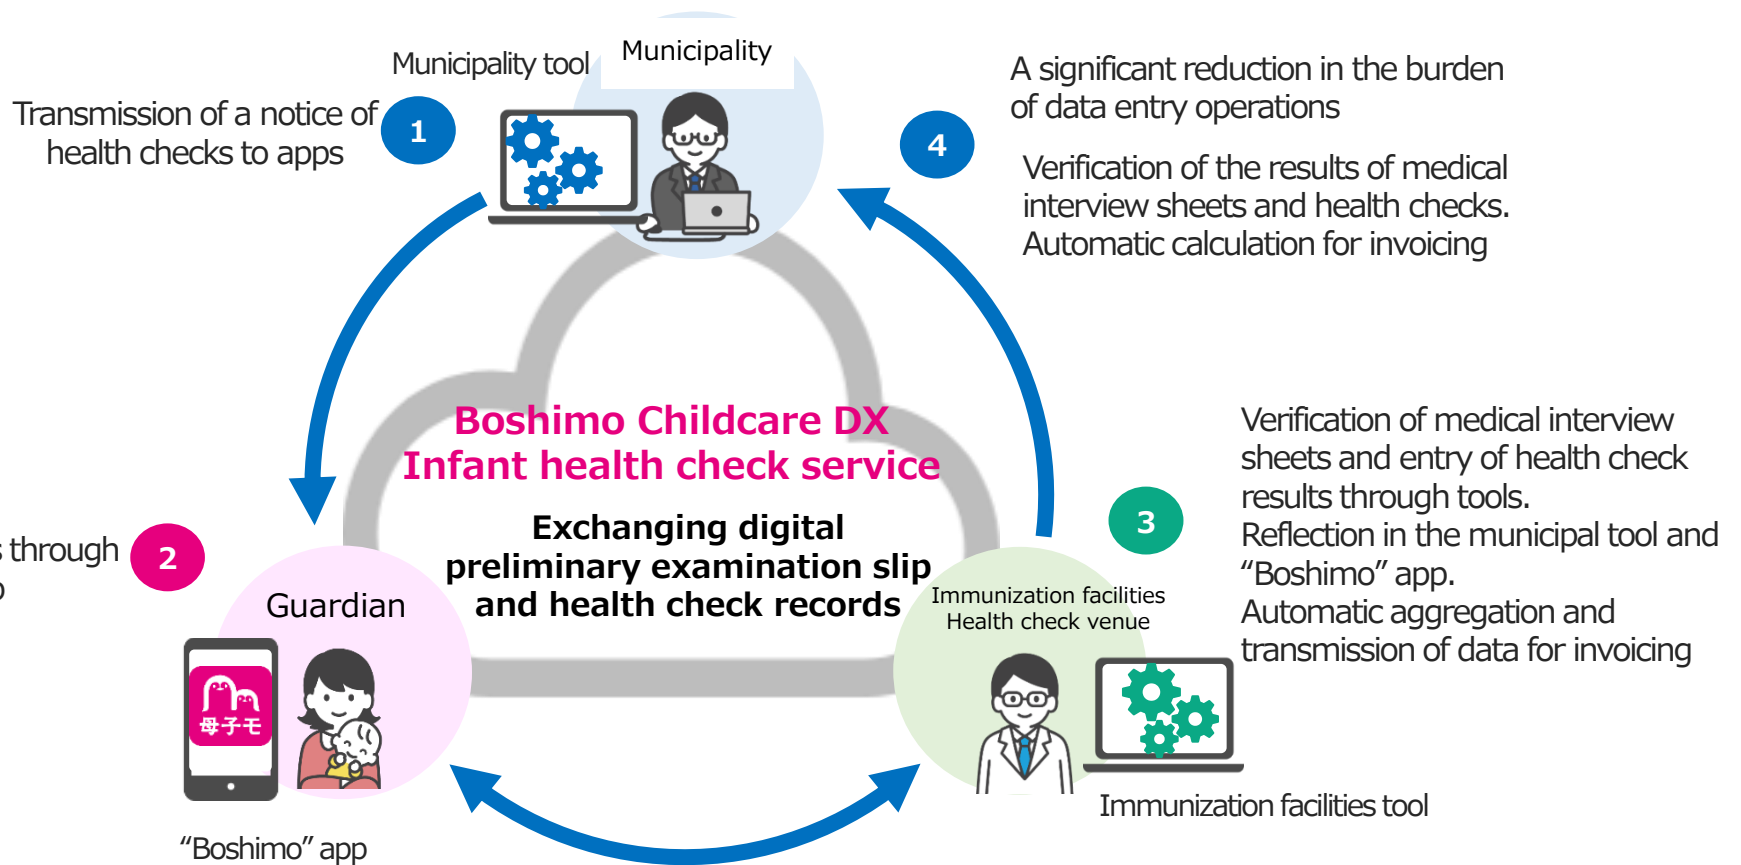 Municipality tool
Municipality
Transmission of a notice of
health checks to apps
1
4
A significant reduction in the burden
of data entry operations
Verification of the results of medical
interview sheets and health checks.
Automatic calculation for invoicing
Boshimo Childcare DX
Infant health check service
Exchanging digital
preliminary examination slip
and health check records
through
2
Guardian
母子モ
“Boshimo” app
3
Verification of medical interview
sheets and entry of health check
results through tools.
Reflection in the municipal tool and
“Boshimo” app.
Automatic aggregation and
transmission of data for invoicing
Immunization facilities
Health check venue
Immunization facilities tool